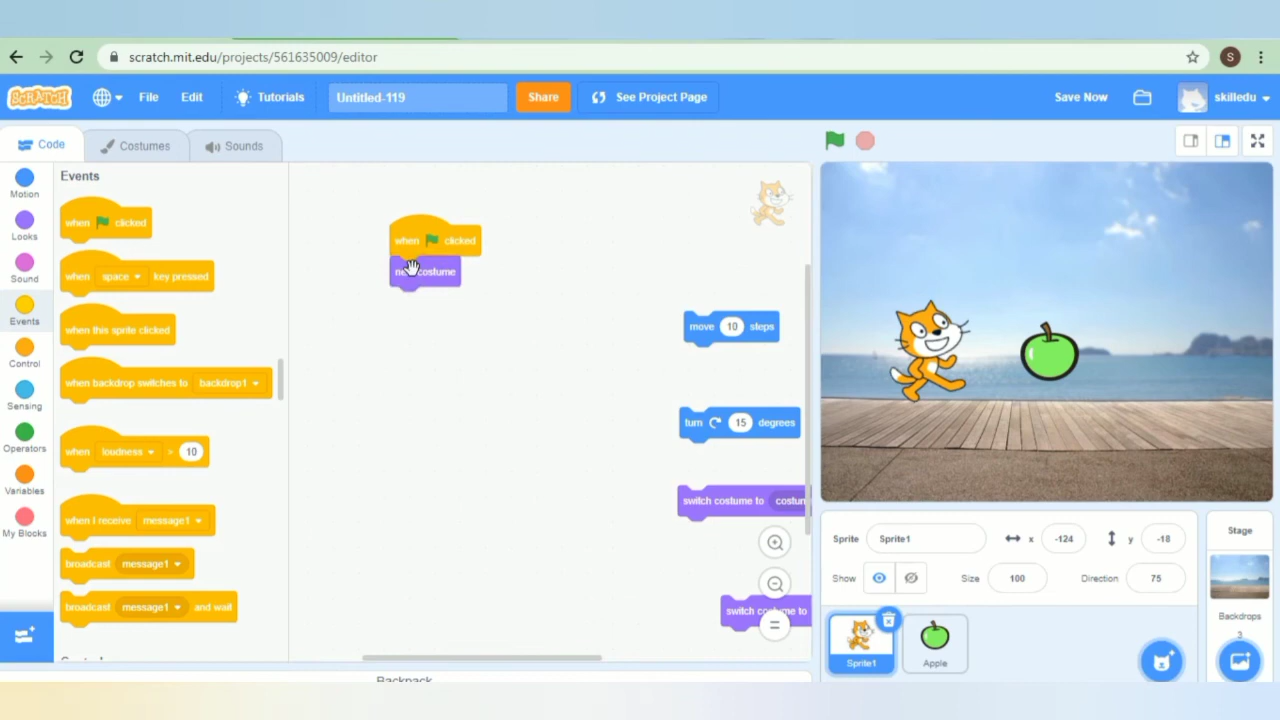 scratch.mit.edu/projects/561635009/editor
S
SCRATCH
File
Edit
Tutorials
Untitled-119
Share
See Project Page
Save Now
skilledu
Code
Costumes
Sounds
Motion
Looks
Sound
Events
Control
Sensing
Operators
Variables
My Blocks
Events
when clicked
when space key pressed
when this sprite clicked
when backdrop switches to backdrop1
when loudness > 10
when I receive message1
broadcast message1
broadcast message1 and wait
when clicked
costume
move 10 steps
turn 15 degrees
switch costume to
switch to
Backpack
Sprite Sprite1 x -124 y -18
Show Size 100 Direction 75
Sprite1
Apple
Stage
Backdrops
3